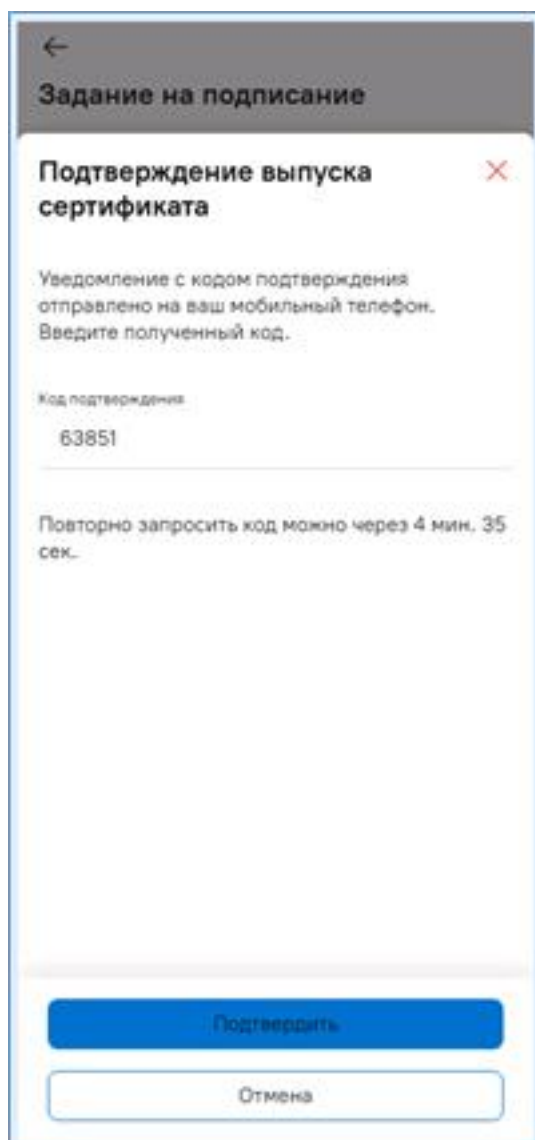 Задание на подписание
Подтверждение выпуска
сертификата
Уведомление с кодом подтверждения
отправлено на ваш мобильный телефон.
Введите полученный код.
Код подтверждения
63851
Повторно запросить код можно через 4 мин. 35
сек.
Подтвердить
Отмена